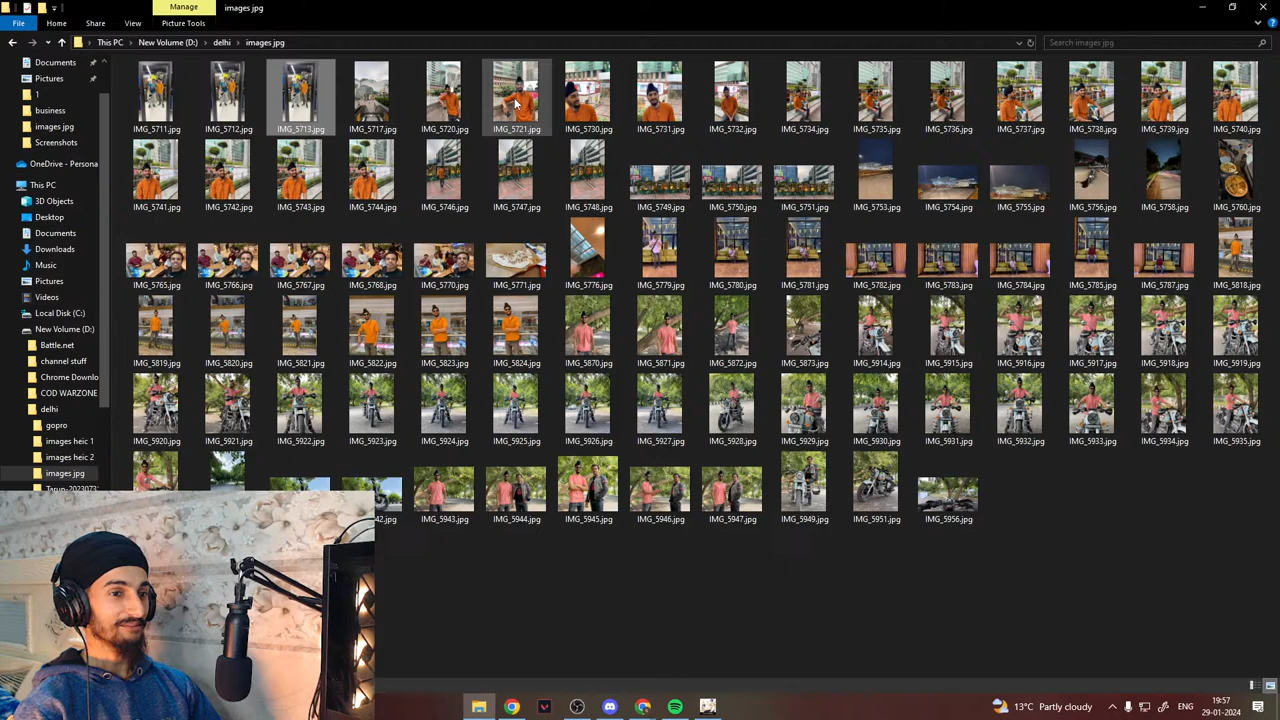 Manage
images jpg
File
Home
Share
View
Picture Tools
This PC
New Volume (D:)
delhi
images jpg
Search images jpg
Documents
Pictures
1
business
images jpg
Screenshots
OneDrive - Persona
This PC
3D Objects
Desktop
Documents
Downloads
Music
Pictures
Videos
Local Disk (C:)
New Volume (D:)
Battle.net
channel stuff
Chrome Downlo
COD WARZONE
delhi
gopro
images heic 1
images heic 2
images jpg
IMG_5711.jpg IMG_5712.jpg IMG_5713.jpg IMG_5717.jpg IMG_5720.jpg IMG_5721.jpg IMG_5730.jpg IMG_5731.jpg IMG_5732.jpg IMG_5734.jpg IMG_5735.jpg IMG_5736.jpg IMG_5737.jpg IMG_5738.jpg IMG_5739.jpg IMG_5740.jpg
IMG_5741.jpg IMG_5742.jpg IMG_5743.jpg IMG_5744.jpg IMG_5746.jpg IMG_5747.jpg IMG_5748.jpg IMG_5749.jpg IMG_5750.jpg IMG_5751.jpg IMG_5753.jpg IMG_5754.jpg IMG_5755.jpg IMG_5756.jpg IMG_5758.jpg IMG_5760.jpg
IMG_5765.jpg IMG_5766.jpg IMG_5767.jpg IMG_5768.jpg IMG_5770.jpg IMG_5771.jpg IMG_5776.jpg IMG_5779.jpg IMG_5780.jpg IMG_5781.jpg IMG_5782.jpg IMG_5783.jpg IMG_5784.jpg IMG_5785.jpg IMG_5787.jpg IMG_5818.jpg
IMG_5819.jpg IMG_5820.jpg IMG_5821.jpg IMG_5822.jpg IMG_5823.jpg IMG_5824.jpg IMG_5870.jpg IMG_5871.jpg IMG_5872.jpg IMG_5873.jpg IMG_5914.jpg IMG_5915.jpg IMG_5916.jpg IMG_5917.jpg IMG_5918.jpg IMG_5919.jpg
IMG_5920.jpg IMG_5921.jpg IMG_5922.jpg IMG_5923.jpg IMG_5924.jpg IMG_5925.jpg IMG_5926.jpg IMG_5927.jpg IMG_5928.jpg IMG_5929.jpg IMG_5930.jpg IMG_5931.jpg IMG_5932.jpg IMG_5933.jpg IMG_5934.jpg IMG_5935.jpg
42.jpg IMG_5943.jpg IMG_5944.jpg IMG_5945.jpg IMG_5946.jpg IMG_5947.jpg IMG_5949.jpg IMG_5951.jpg IMG_5956.jpg
13°C Partly cloudy
19:57
29-01-2024